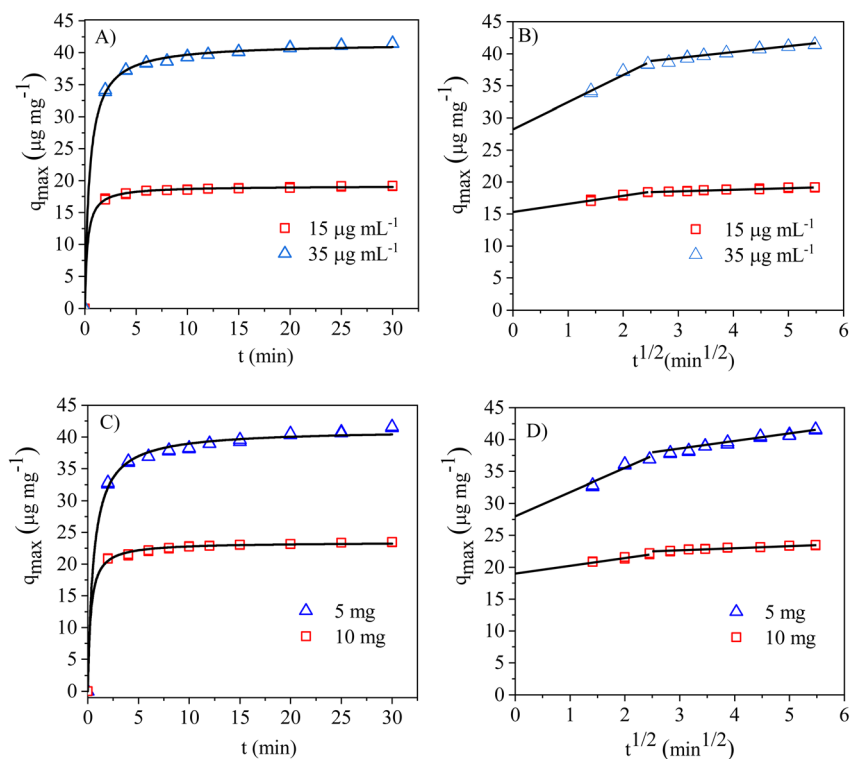 A)
45
40
35
30
25
20
15
10
5
0
qmax (µg mg-1)
15 µg mL-1
35 µg mL-1
0 5 10 15 20 25 30
t (min)
B)
45
40
35
30
25
20
15
10
5
0
qmax (µg mg-1)
15 µg mL-1
35 µg mL-1
0 1 2 3 4 5 6
t1/2(min1/2)
C)
45
40
35
30
25
20
15
10
5
0
qmax (µg mg-1)
5 mg
10 mg
0 5 10 15 20 25 30
t (min)
D)
45
40
35
30
25
20
15
10
5
0
qmax (µg mg-1)
5 mg
10 mg
0 1 2 3 4 5 6
t1/2 (min1/2)